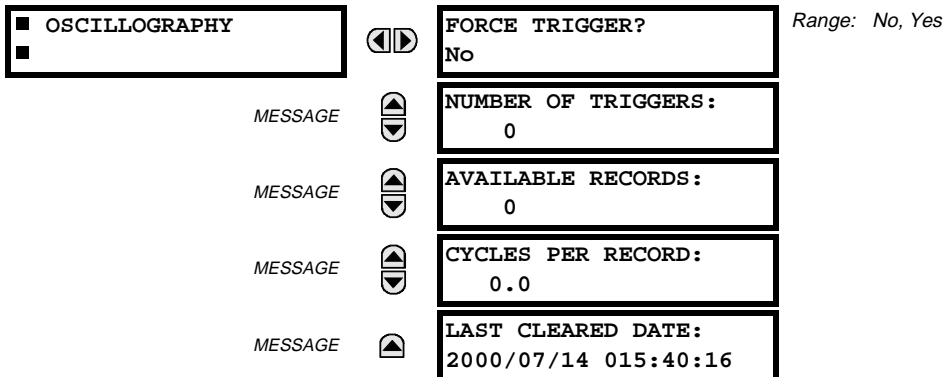 OSCILLOGRAPHY
FORCE TRIGGER?
No
Range: No, Yes
MESSAGE
NUMBER OF TRIGGERS:
0
MESSAGE
AVAILABLE RECORDS:
0
MESSAGE
CYCLES PER RECORD:
0.0
MESSAGE
LAST CLEARED DATE:
2000/07/14 015:40:16